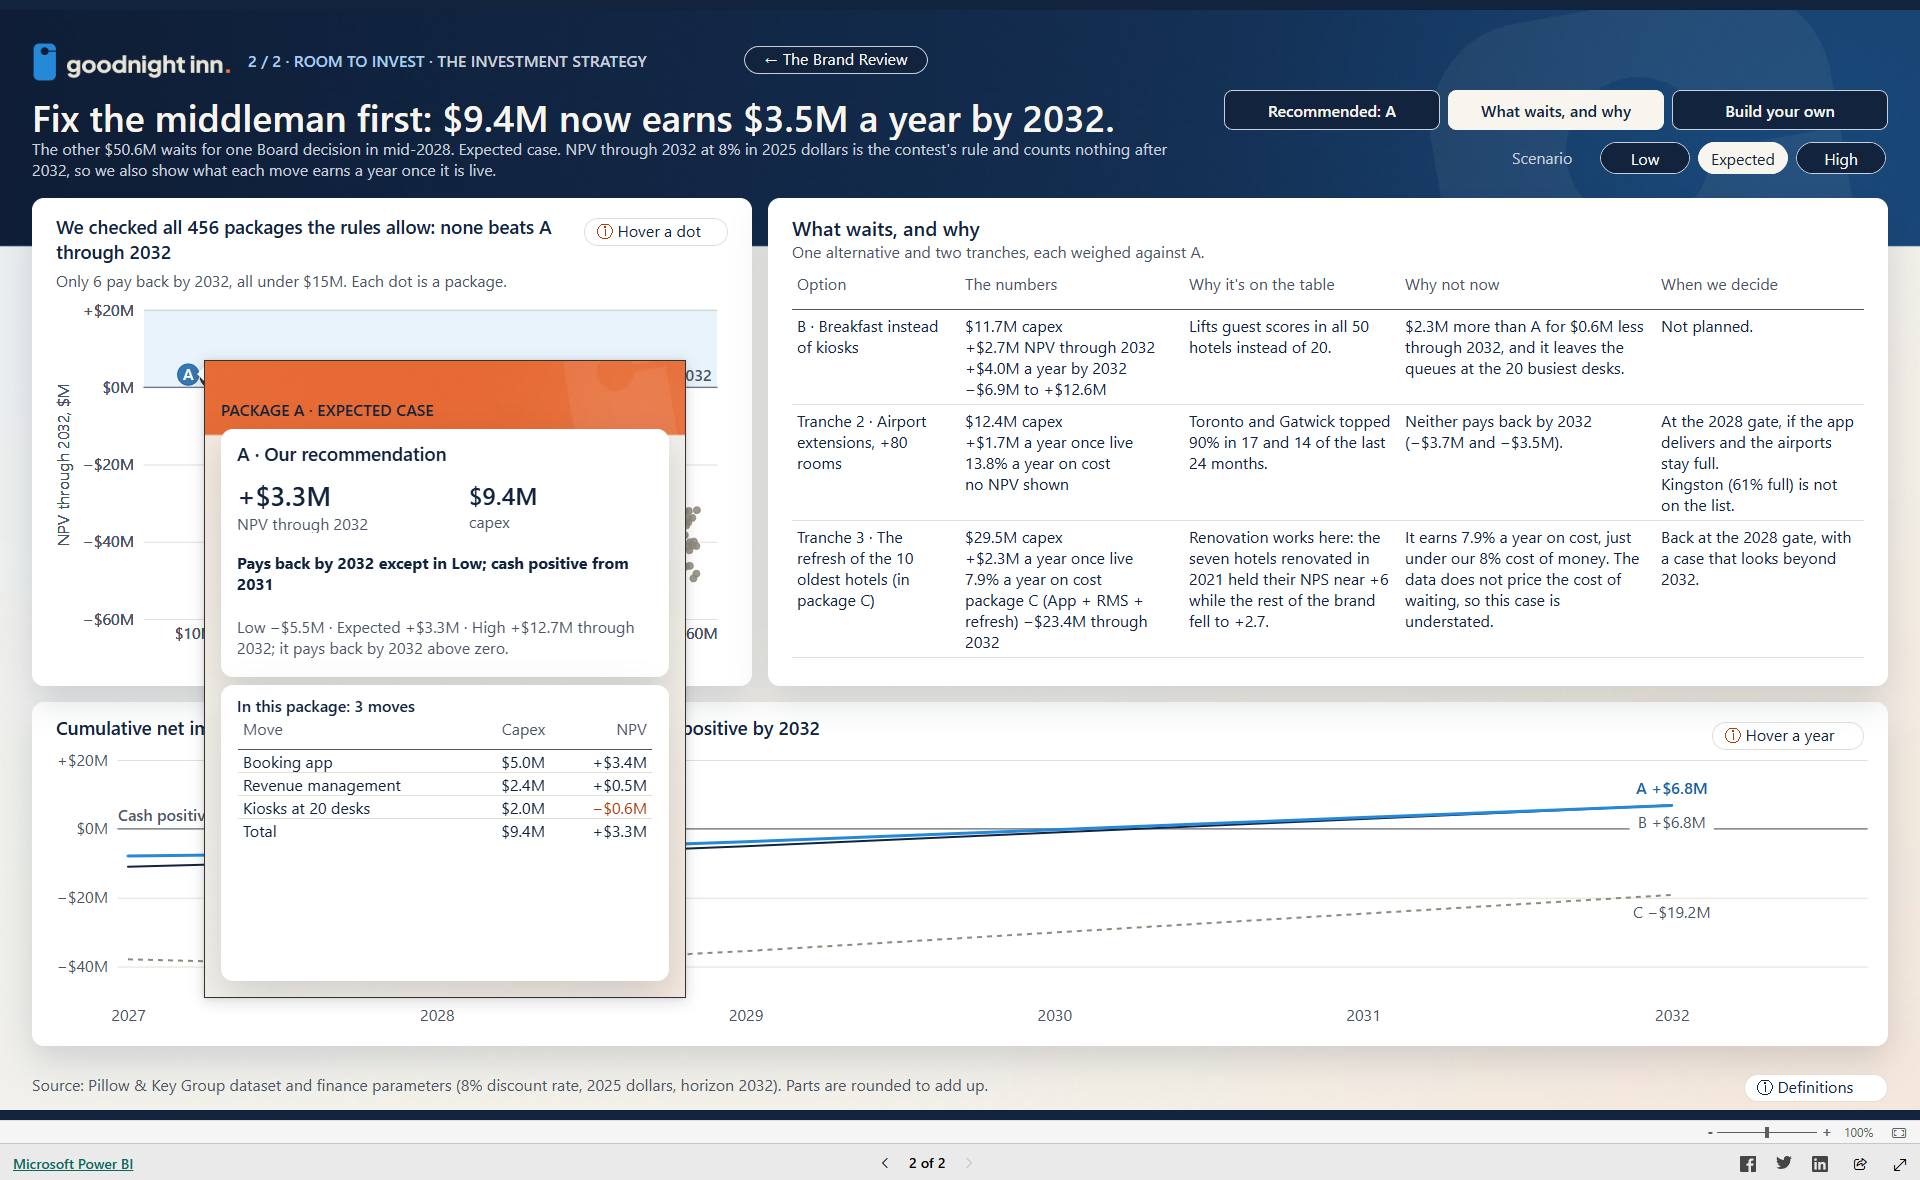 goodnight inn.
2 / 2 · ROOM TO INVEST · THE INVESTMENT STRATEGY
← The Brand Review
Fix the middleman first: $9.4M now earns $3.5M a year by 2032.
The other $50.6M waits for one Board decision in mid-2028. Expected case. NPV through 2032 at 8% in 2025 dollars is the contest's rule and counts nothing after
2032, so we also show what each move earns a year once it is live.
Recommended: A
What waits, and why
Build your own
Scenario
Low
Expected
High
We checked all 456 packages the rules allow: none beats A
through 2032
ⓘ Hover a dot
Only 6 pay back by 2032, all under $15M. Each dot is a package.
NPV through 2032, $M
+$20M
$0M
−$20M
−$40M
−$60M
A
032
$10
60M
PACKAGE A · EXPECTED CASE
A · Our recommendation
+$3.3M
NPV through 2032
$9.4M
capex
Pays back by 2032 except in Low; cash positive from
2031
Low −$5.5M · Expected +$3.3M · High +$12.7M through
2032; it pays back by 2032 above zero.
In this package: 3 moves
Move Capex NPV
Booking app $5.0M +$3.4M
Revenue management $2.4M +$0.5M
Kiosks at 20 desks $2.0M −$0.6M
Total $9.4M +$3.3M
What waits, and why
One alternative and two tranches, each weighed against A.
Option
The numbers
Why it's on the table
Why not now
When we decide
B · Breakfast instead
of kiosks
$11.7M capex
+$2.7M NPV through 2032
+$4.0M a year by 2032
−$6.9M to +$12.6M
Lifts guest scores in all 50
hotels instead of 20.
$2.3M more than A for $0.6M less
through 2032, and it leaves the
queues at the 20 busiest desks.
Not planned.
Tranche 2 · Airport
extensions, +80
rooms
$12.4M capex
+$1.7M a year once live
13.8% a year on cost
no NPV shown
Toronto and Gatwick topped
90% in 17 and 14 of the last
24 months.
Neither pays back by 2032
(−$3.7M and −$3.5M).
At the 2028 gate, if the app
delivers and the airports
stay full.
Kingston (61% full) is not
on the list.
Tranche 3 · The
refresh of the 10
oldest hotels (in
package C)
$29.5M capex
+$2.3M a year once live
7.9% a year on cost
package C (App + RMS +
refresh) −$23.4M through
2032
Renovation works here: the
seven hotels renovated in
2021 held their NPS near +6
while the rest of the brand
fell to +2.7.
It earns 7.9% a year on cost, just
under our 8% cost of money. The
data does not price the cost of
waiting, so this case is
understated.
Back at the 2028 gate, with
a case that looks beyond
2032.
Cumulative net in
positive by 2032
ⓘ Hover a year
+$20M
$0M
−$20M
−$40M
Cash positiv
A +$6.8M
B +$6.8M
C −$19.2M
2027
2028
2029
2030
2031
2032
Source: Pillow & Key Group dataset and finance parameters (8% discount rate, 2025 dollars, horizon 2032). Parts are rounded to add up.
ⓘ Definitions
- + 100%
Microsoft Power BI
2 of 2